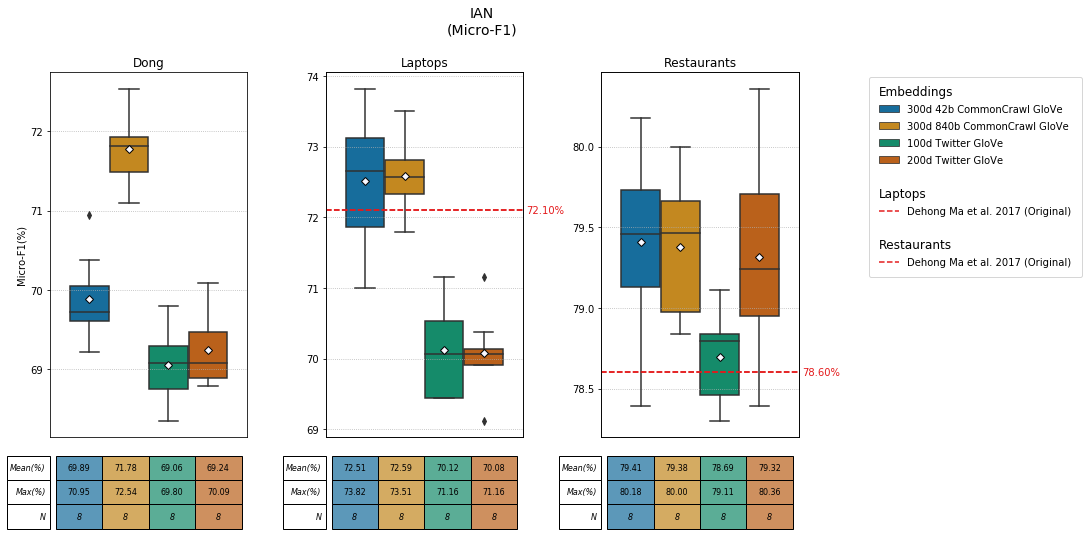 IAN
(Micro-F1)
Dong
Micro-F1(%)
72
71
70
69
Mean(%) 69.89 71.78 69.06 69.24
Max(%) 70.95 72.54 69.80 70.09
N 8 8 8 8
Laptops
74
73
72
71
70
69
72.10%
Mean(%) 72.51 72.59 70.12 70.08
Max(%) 73.82 73.51 71.16 71.16
N 8 8 8 8
Restaurants
80.0
79.5
79.0
78.5
78.60%
Mean(%) 79.41 79.38 78.69 79.32
Max(%) 80.18 80.00 79.11 80.36
N 8 8 8 8
Embeddings
300d 42b CommonCrawl GloVe
300d 840b CommonCrawl GloVe
100d Twitter GloVe
200d Twitter GloVe
Laptops
Dehong Ma et al. 2017 (Original)
Restaurants
Dehong Ma et al. 2017 (Original)